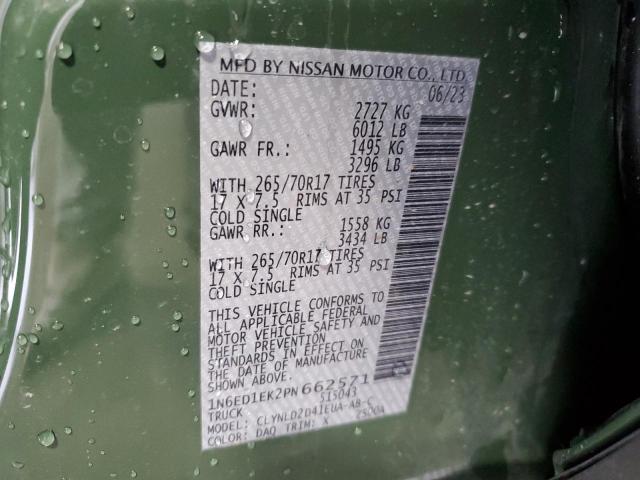 MFD BY NISSAN MOTOR CO., LTD
DATE: 06/23
GVWR: 2727 KG
6012 LB
GAWR FR.: 1495 KG
3296 LB
WITH 265/70R17 TIRES
17 X 7.5 RIMS AT 35 PSI
COLD SINGLE
GAWR RR.: 1558 KG
3434 LB
WITH 265/70R17 TIRES
17 X 7.5 RIMS AT 35 PSI
COLD SINGLE
THIS VEHICLE CONFORMS TO
ALL APPLICABLE FEDERAL
MOTOR VEHICLE SAFETY AND
THEFT PREVENTION
STANDARDS IN EFFECT ON
THE DATE OF MANUFACTURE
SHOWN ABOVE.
1N6ED1EK2PN662571
TRUCK 515043
MODEL: CLYNLD2D41EUA-AB-C
COLOR: DAQ TRIM: X 2500A